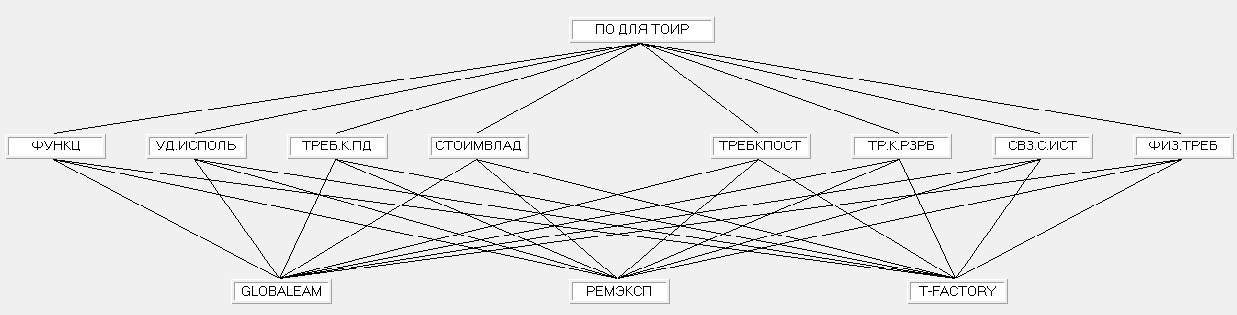 ПО ДЛЯ ТОИР
ФУНКЦ
УД.ИСПОЛЬ
ТРЕБ.К.ПД
СТОИМВЛАД
ТРЕБКПОСТ
ТР.К.РЗРБ
СВЗ.С.ИСТ
ФИЗ.ТРЕБ
GLOBALEAM
РЕМЭКСП
T-FACTORY